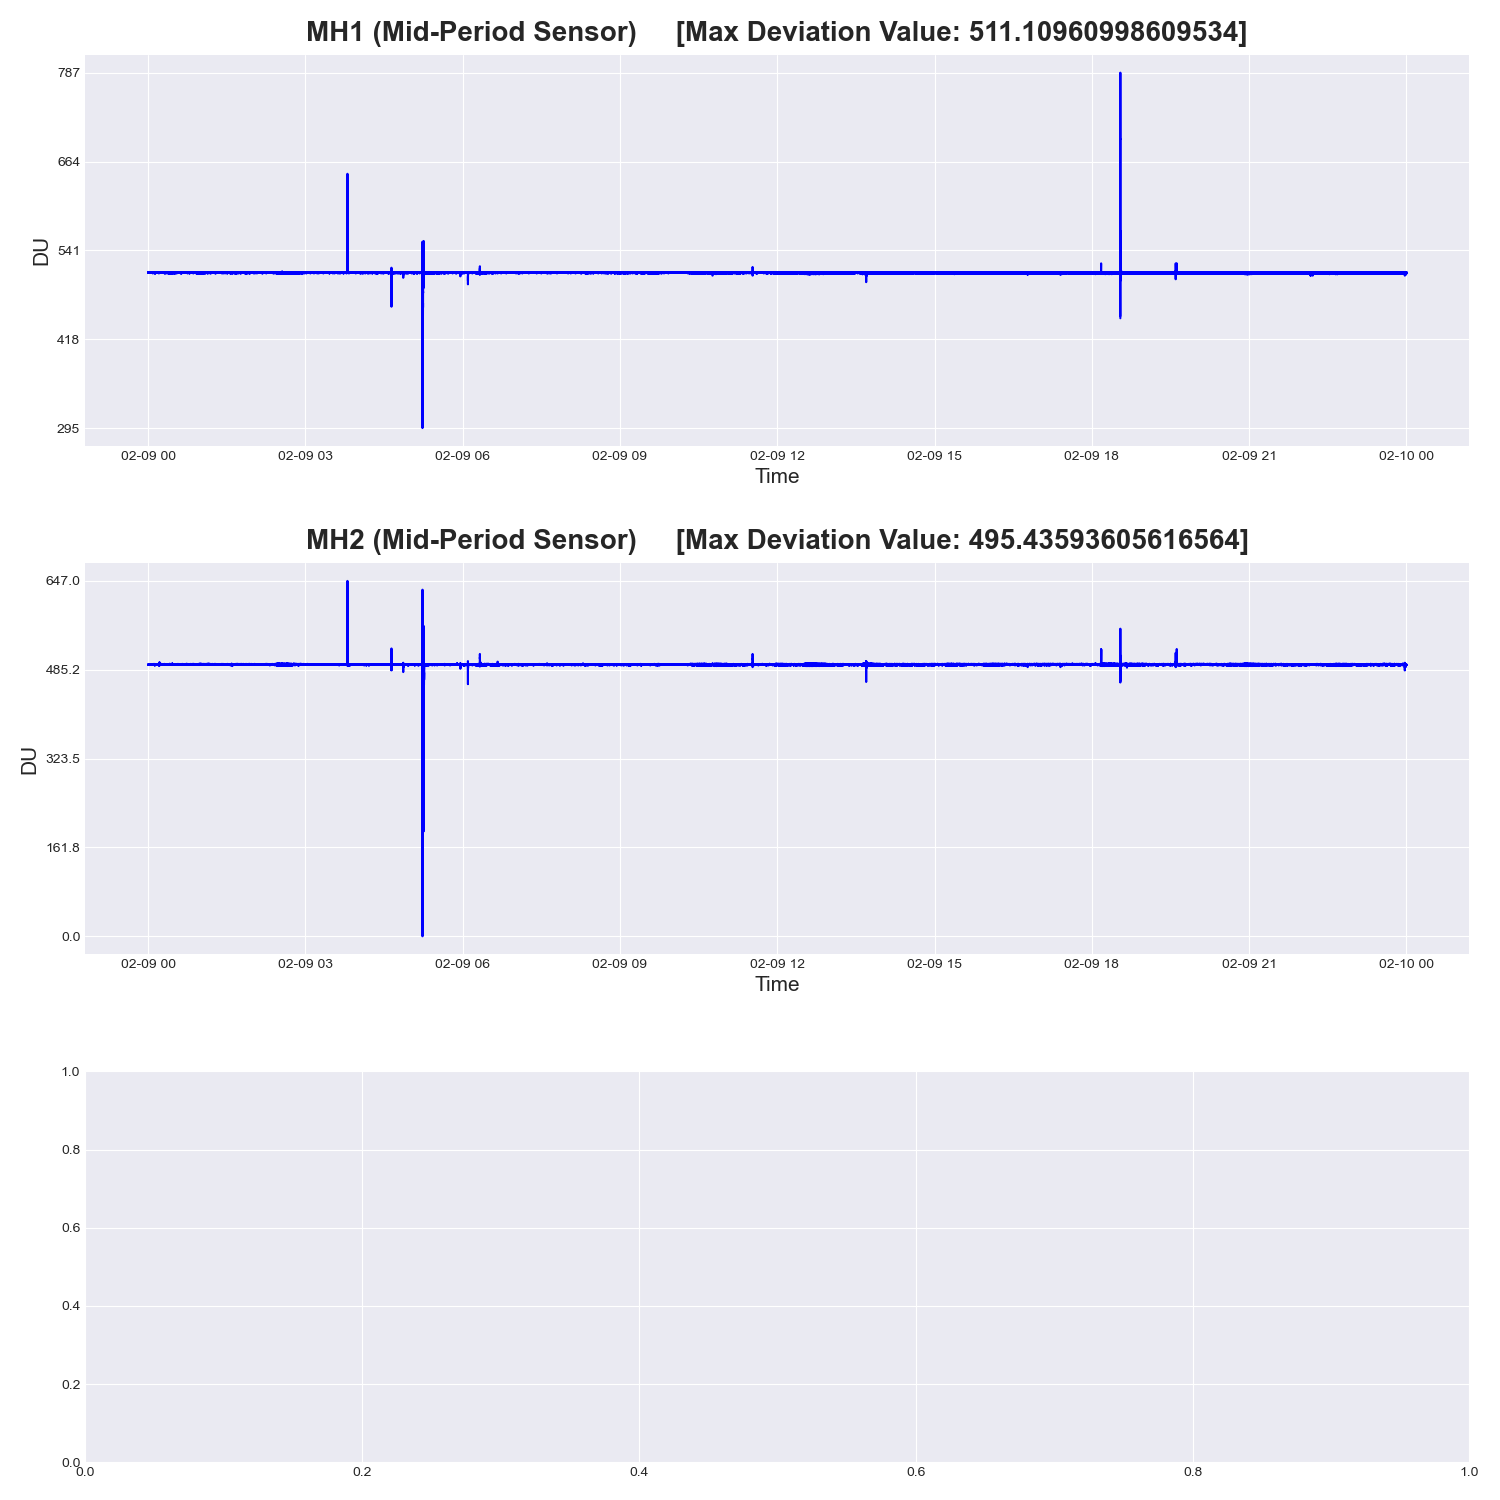 MH1 (Mid-Period Sensor) [Max Deviation Value: 511.10960998609534]
787
664
541
418
295
DU
02-09 00 02-09 03 02-09 06 02-09 09 02-09 12 02-09 15 02-09 18 02-09 21 02-10 00
Time
MH2 (Mid-Period Sensor) [Max Deviation Value: 495.43593605616564]
647.0
485.2
323.5
161.8
0.0
DU
02-09 00 02-09 03 02-09 06 02-09 09 02-09 12 02-09 15 02-09 18 02-09 21 02-10 00
Time
1.0
0.8
0.6
0.4
0.2
0.0
0.0 0.2 0.4 0.6 0.8 1.0